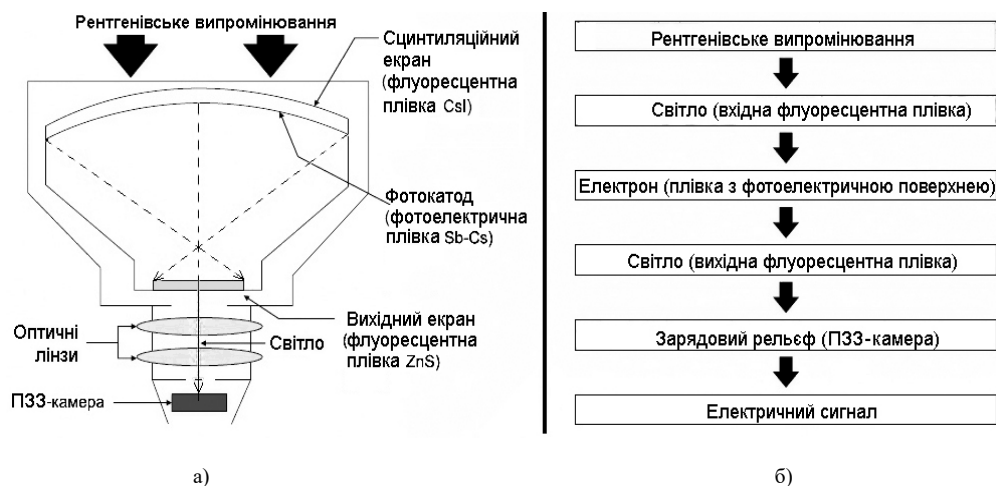 Рентгенівське випромінювання
Сцинтиляційний
екран
(флуоресцентна
плівка CsI)
Фотокатод
(фотоелектрична
плівка Sb-Cs)
Вихідний екран
(флуоресцентна
плівка ZnS)
Оптичні
лінзи
Світло
ПЗЗ-камера
а)
Рентгенівське випромінювання
Світло (вхідна флуоресцентна плівка)
Електрон (плівка з фотоелектричною поверхнею)
Світло (вихідна флуоресцентна плівка)
Зарядовий рельєф (ПЗЗ-камера)
Електричний сигнал
б)